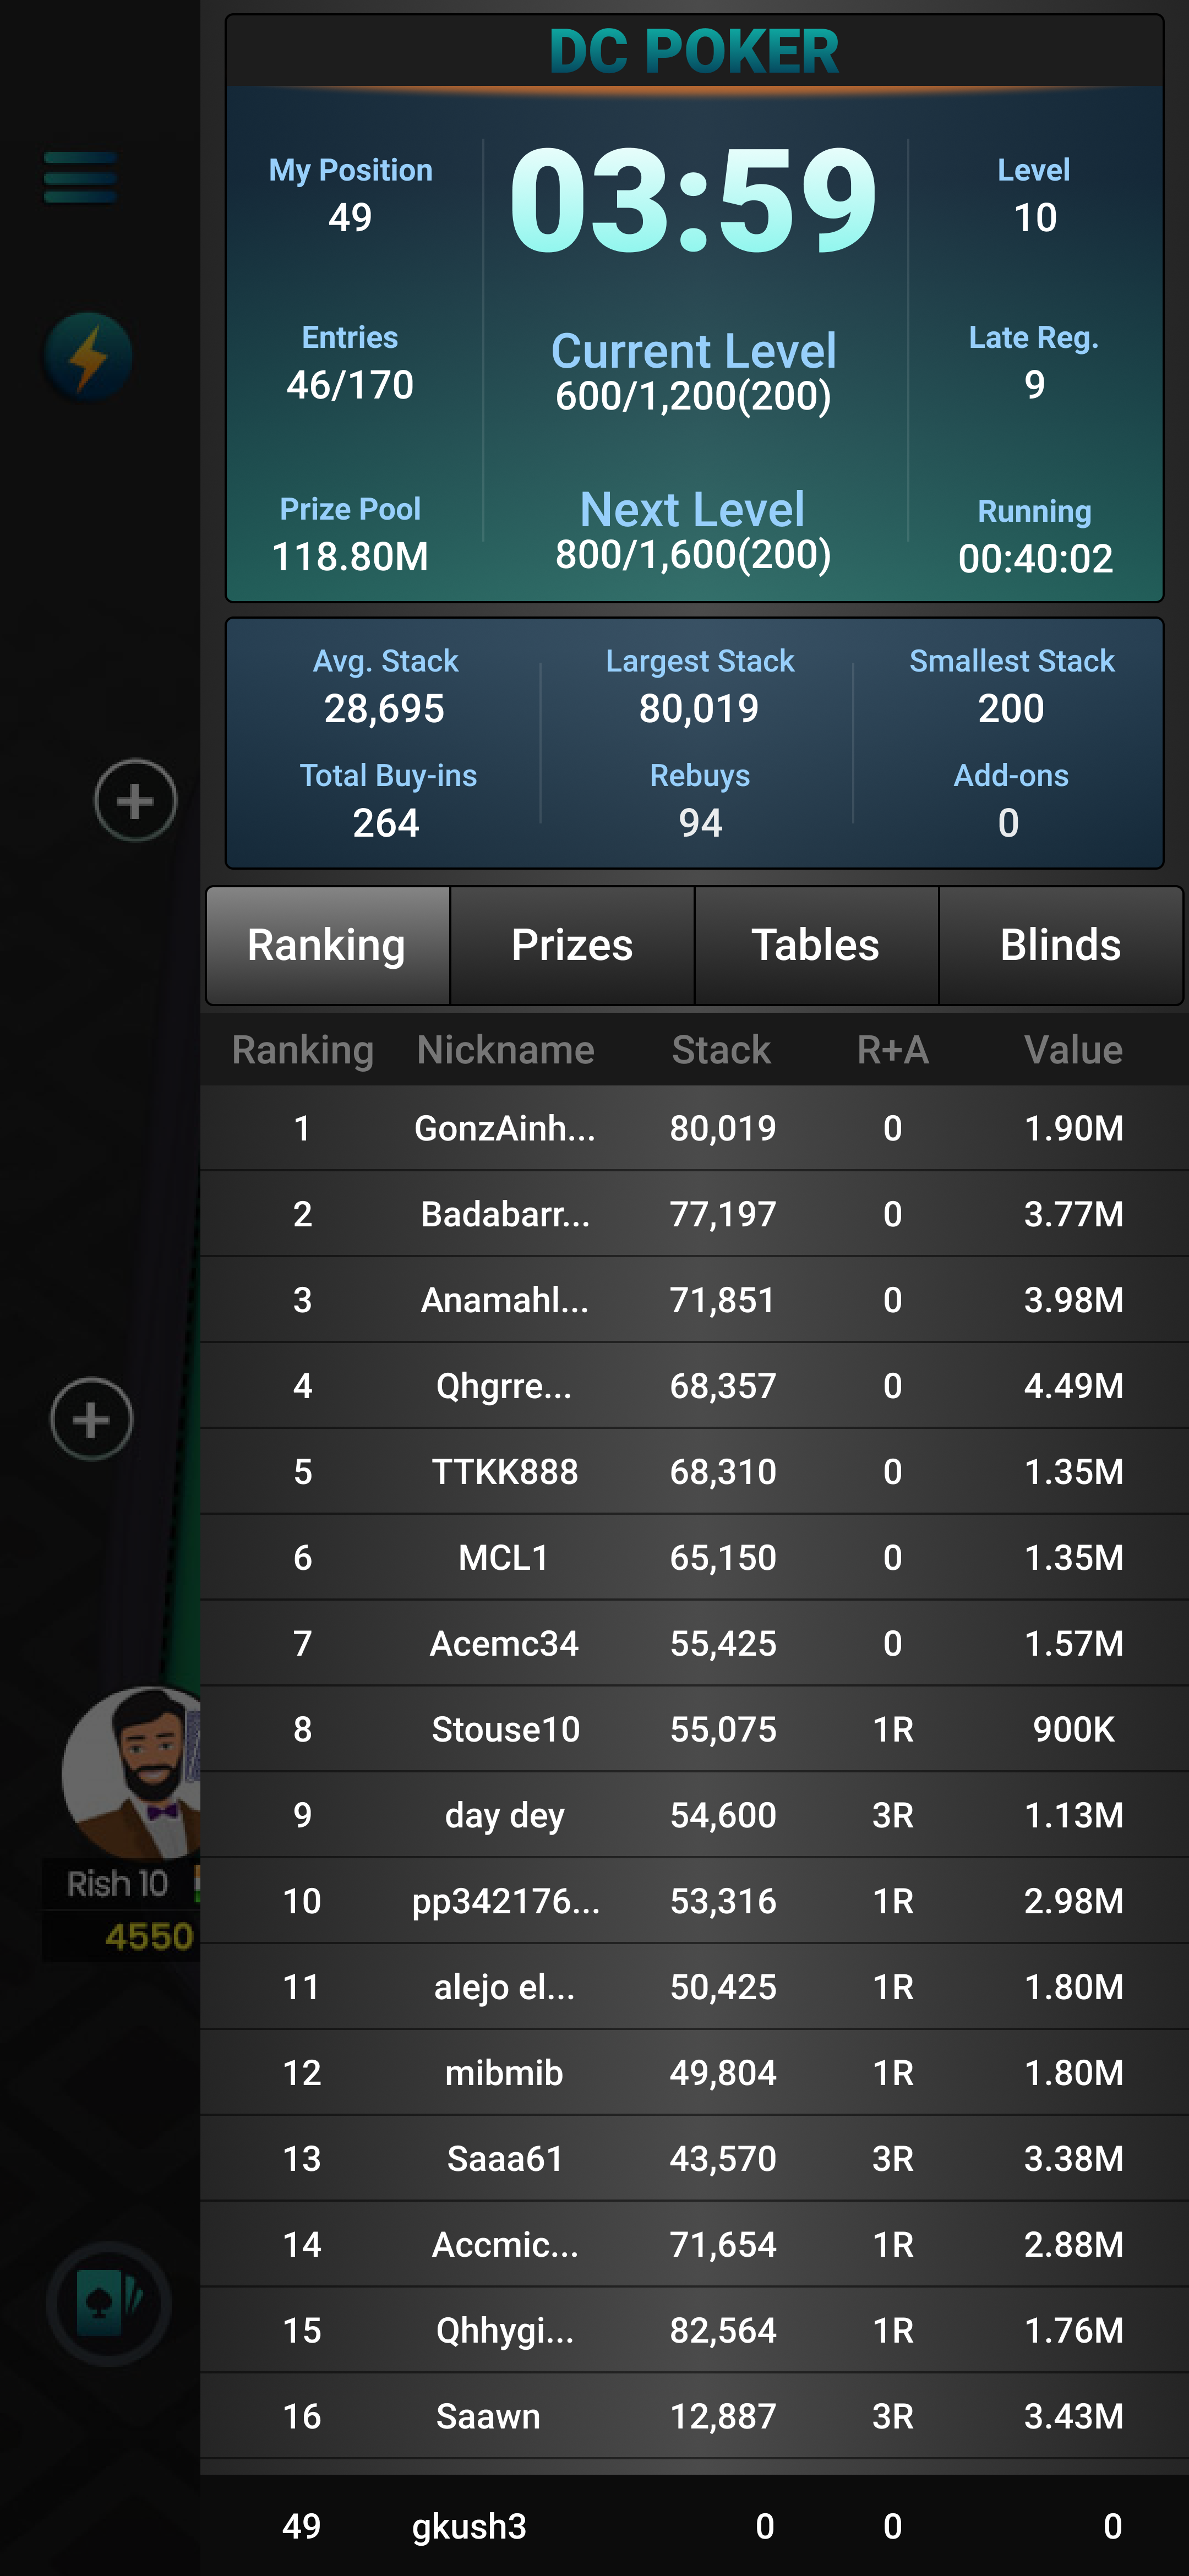 DC POKER
My Position
49
03:59
Level
10
Entries
46/170
Current Level
600/1,200(200)
Late Reg.
9
Prize Pool
118.80M
Next Level
800/1,600(200)
Running
00:40:02
Avg. Stack
28,695
Largest Stack
80,019
Smallest Stack
200
Total Buy-ins
264
Rebuys
94
Add-ons
0
Ranking Prizes Tables Blinds
Ranking Nickname Stack R+A Value
1 GonzAinh... 80,019 0 1.90M
2 Badabarr... 77,197 0 3.77M
3 Anamahl... 71,851 0 3.98M
4 Qhgrre... 68,357 0 4.49M
5 TTKK888 68,310 0 1.35M
6 MCL1 65,150 0 1.35M
7 Acemc34 55,425 0 1.57M
8 Stouse10 55,075 1R 900K
9 day dey 54,600 3R 1.13M
10 pp342176... 53,316 1R 2.98M
11 alejo el... 50,425 1R 1.80M
12 mibmib 49,804 1R 1.80M
13 Saaa61 43,570 3R 3.38M
14 Accmic... 71,654 1R 2.88M
15 Qhhygi... 82,564 1R 1.76M
16 Saawn 12,887 3R 3.43M
49 gkush3 0 0 0
Rish 10
4550